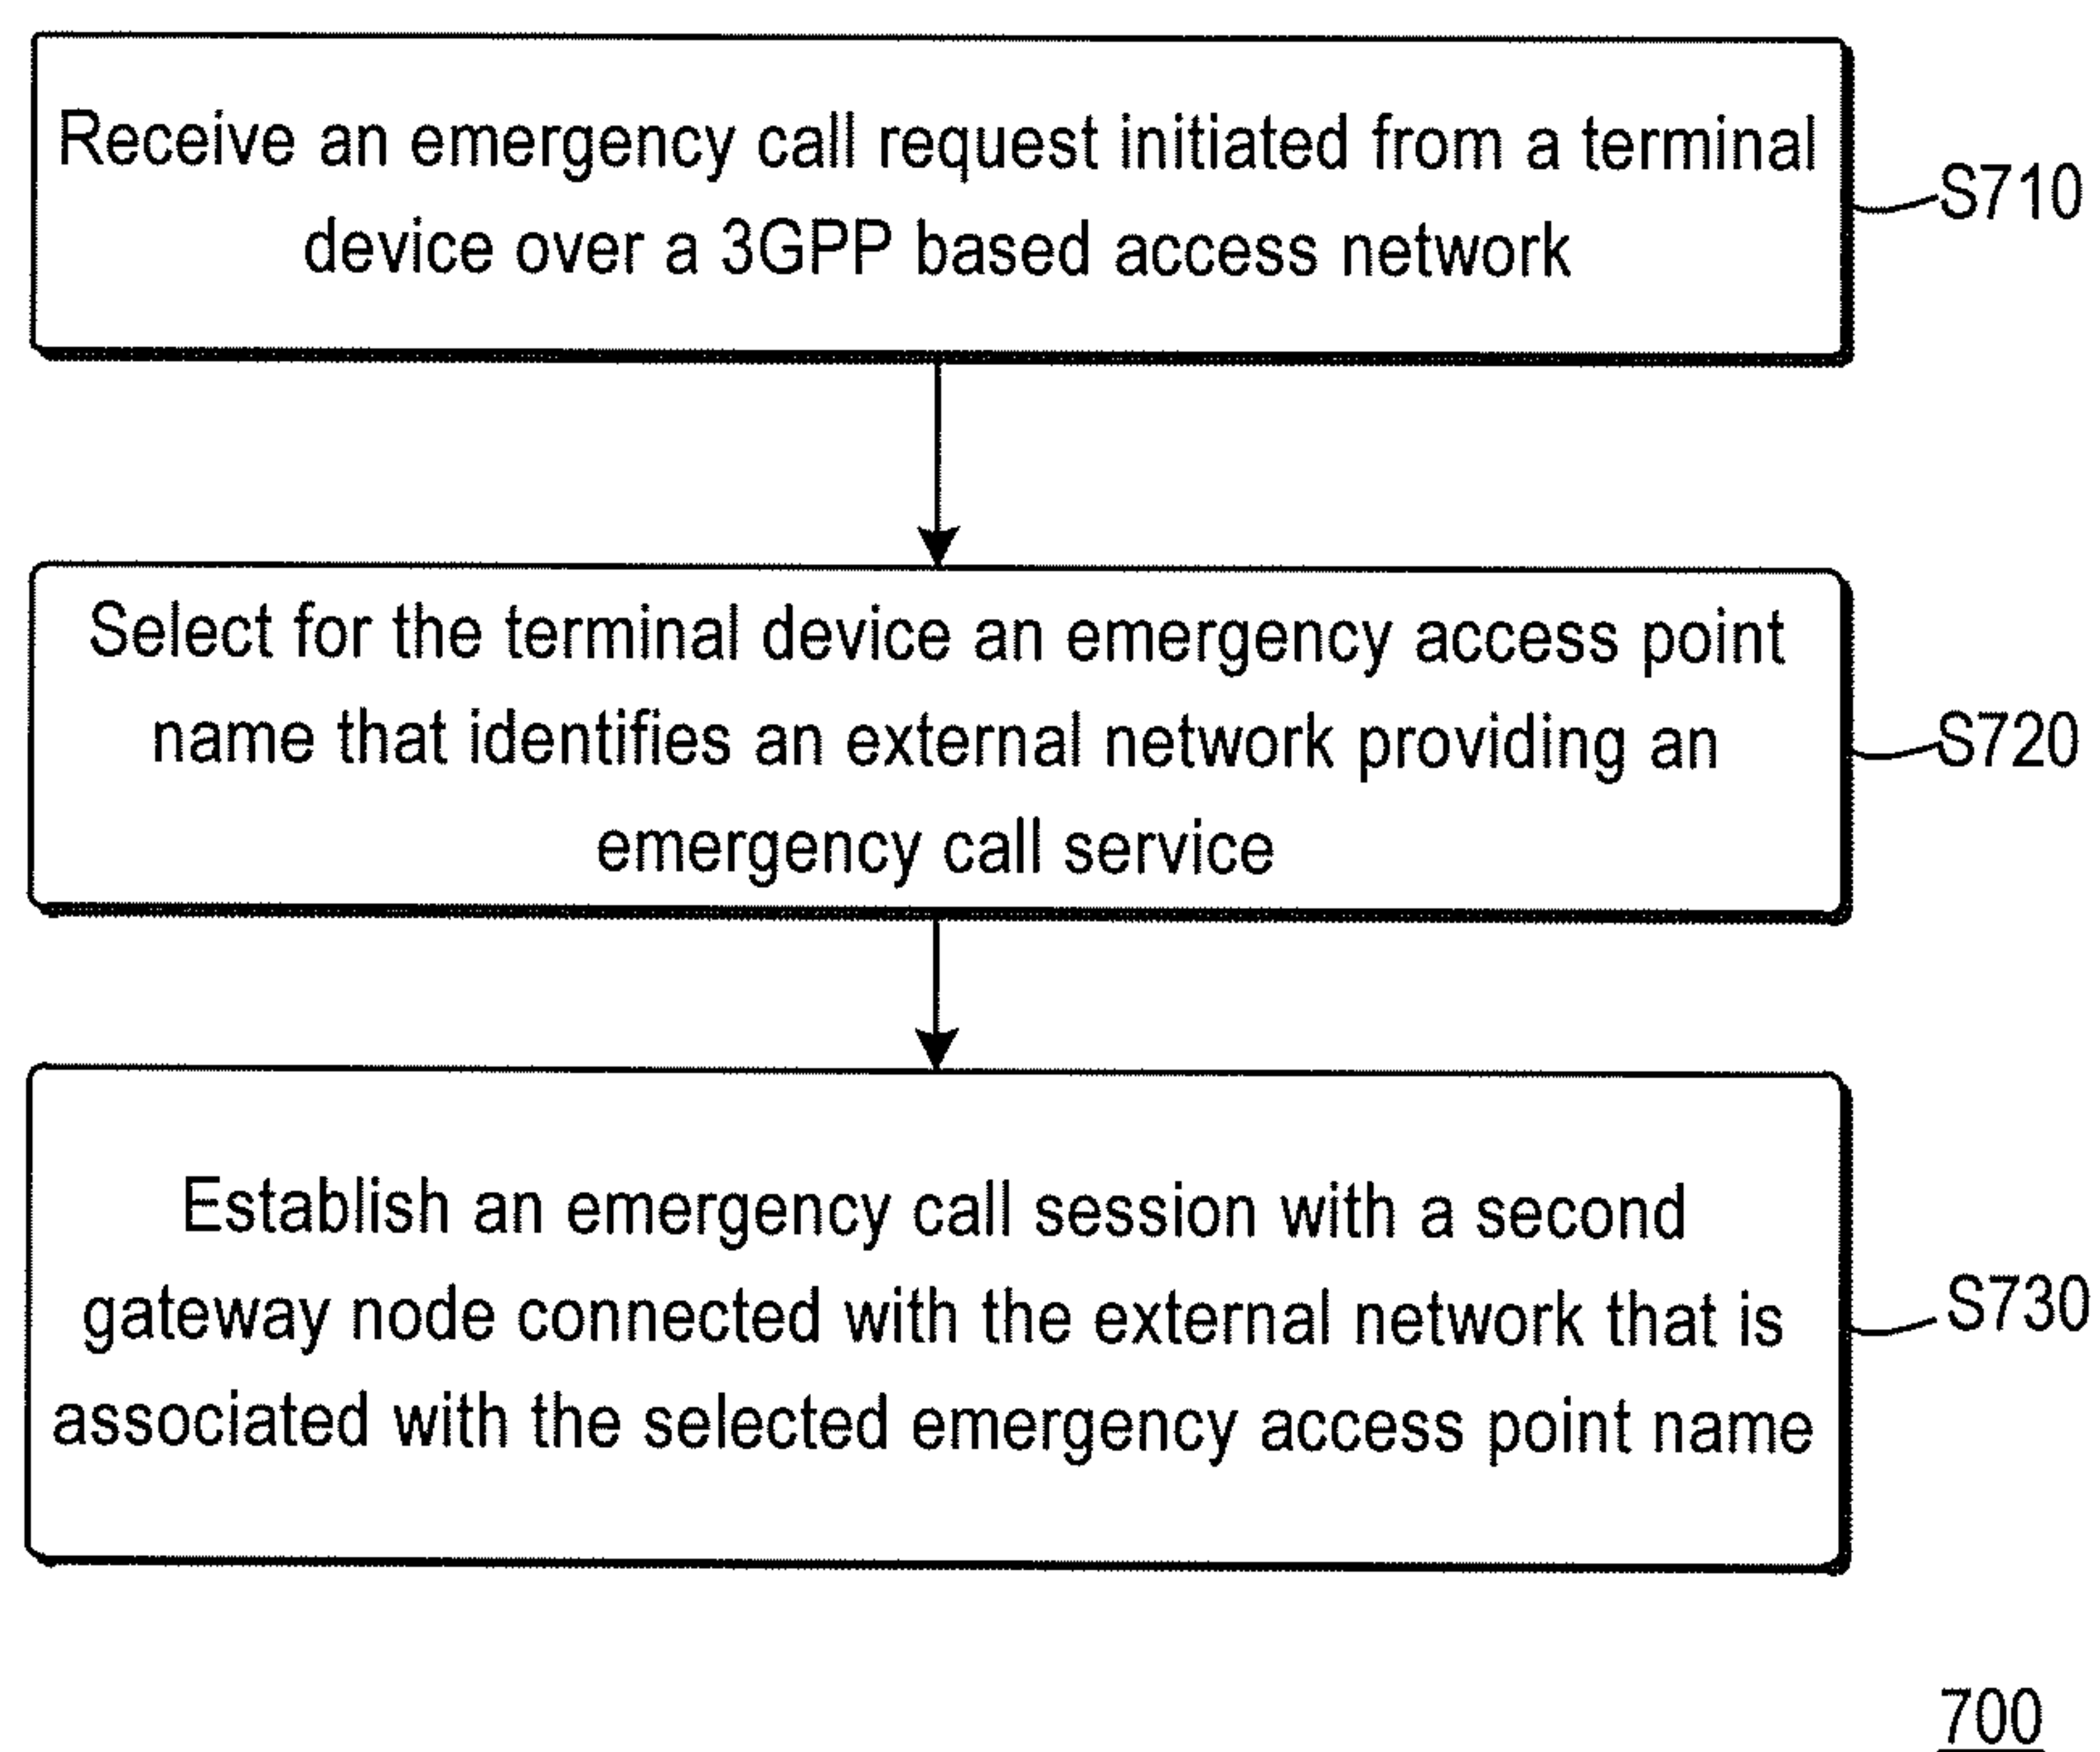 Receive an emergency call request initiated from a terminal
device over a 3GPP based access network
S710
Select for the terminal device an emergency access point
name that identifies an external network providing an
emergency call service
S720
Establish an emergency call session with a second
gateway node connected with the external network that is
associated with the selected emergency access point name
S730
700